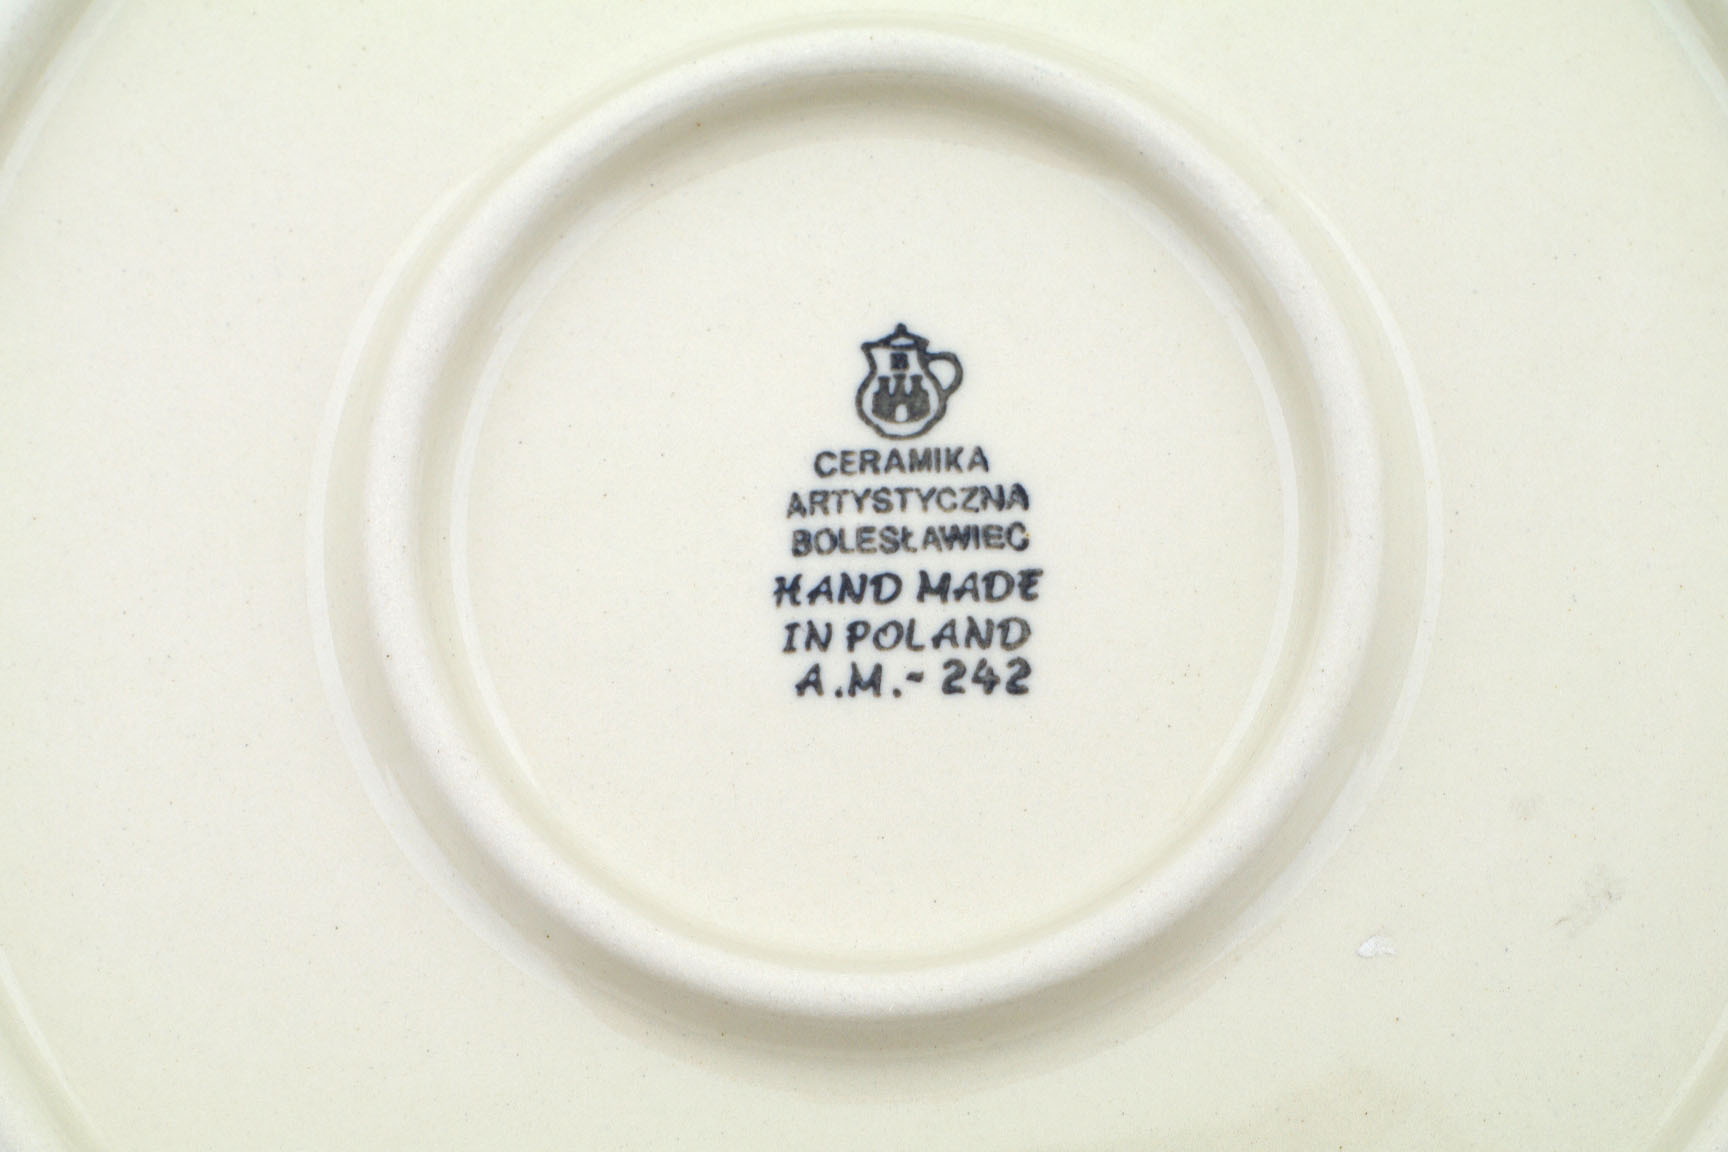 B
CERAMIKA
ARTYSTYCZNA
BOLESŁAWIEC
HAND MADE
IN POLAND
A.M.- 242